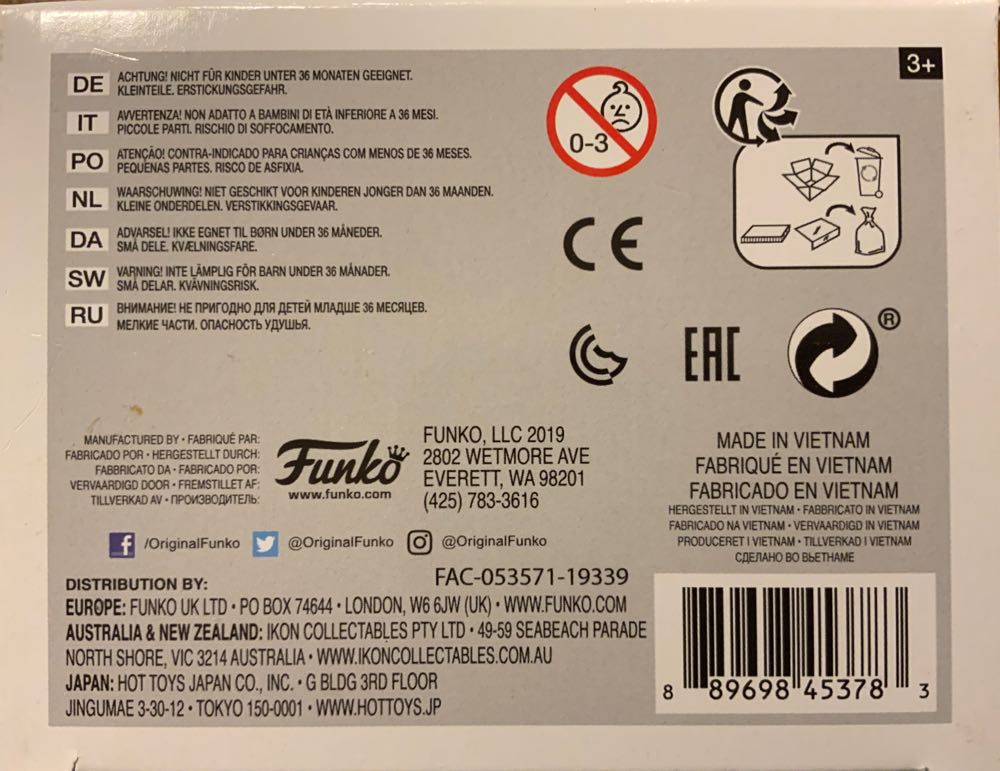 3+
DE ACHTUNG! NICHT FÜR KINDER UNTER 36 MONATEN GEEIGNET.
KLEINTEILE. ERSTICKUNGSGEFAHR.
IT AVVERTENZA! NON ADATTO A BAMBINI DI ETÀ INFERIORE A 36 MESI.
PICCOLE PARTI. RISCHIO DI SOFFOCAMENTO.
PO ATENÇÃO! CONTRA-INDICADO PARA CRIANÇAS COM MENOS DE 36 MESES.
PEQUENAS PARTES. RISCO DE ASFIXIA.
NL WAARSCHUWING! NIET GESCHIKT VOOR KINDEREN JONGER DAN 36 MAANDEN.
KLEINE ONDERDELEN. VERSTIKKINGSGEVAAR.
DA ADVARSEL! IKKE EGNET TIL BØRN UNDER 36 MÅNEDER.
SMÅ DELE. KVÆLNINGSFARE.
SW VARNING! INTE LÄMPLIG FÖR BARN UNDER 36 MÅNADER.
SMÅ DELAR. KVÄVNINGSRISK.
RU ВНИМАНИЕ! НЕ ПРИГОДНО ДЛЯ ДЕТЕЙ МЛАДШЕ 36 МЕСЯЦЕВ.
МЕЛКИЕ ЧАСТИ. ОПАСНОСТЬ УДУШЬЯ.
0-3
CE
EAC
®
MANUFACTURED BY • FABRIQUÉ PAR:
FABRICADO POR • HERGESTELLT DURCH:
FABBRICATO DA • FABRICADO POR:
VERVAARDIGD DOOR • FREMSTILLET AF:
TILLVERKAD AV • ПРОИЗВОДИТЕЛЬ:
Funko
www.funko.com
FUNKO, LLC 2019
2802 WETMORE AVE
EVERETT, WA 98201
(425) 783-3616
MADE IN VIETNAM
FABRIQUÉ EN VIETNAM
FABRICADO EN VIETNAM
HERGESTELLT IN VIETNAM • FABBRICATO IN VIETNAM
FABRICADO NA VIETNAM • VERVAARDIGD IN VIETNAM
PRODUCERET I VIETNAM • TILLVERKAD I VIETNAM
СДЕЛАНО ВО ВЬЕТНАМЕ
f /OriginalFunko @OriginalFunko @OriginalFunko
FAC-053571-19339
DISTRIBUTION BY:
EUROPE: FUNKO UK LTD • PO BOX 74644 • LONDON, W6 6JW (UK) • WWW.FUNKO.COM
AUSTRALIA & NEW ZEALAND: IKON COLLECTABLES PTY LTD • 49-59 SEABEACH PARADE
NORTH SHORE, VIC 3214 AUSTRALIA • WWW.IKONCOLLECTABLES.COM.AU
JAPAN: HOT TOYS JAPAN CO., INC. • G BLDG 3RD FLOOR
JINGUMAE 3-30-12 • TOKYO 150-0001 • WWW.HOTTOYS.JP
8 89698 45378 3